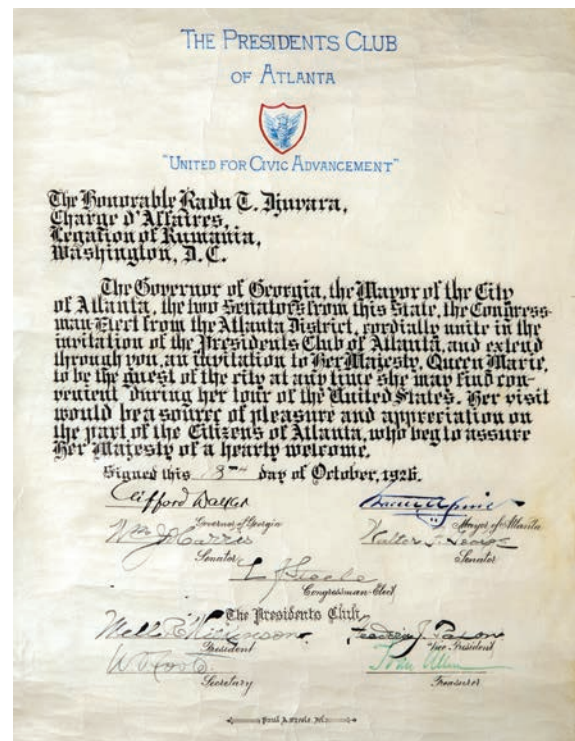 THE PRESIDENTS CLUB
OF ATLANTA
"UNITED FOR CIVIC ADVANCEMENT"
The Honorable Radu T. Djuvara,
Charge d'Affaires,
Legation of Rumania,
Washington, D.C.
The Governor of Georgia, the Mayor of the City
of Atlanta, the two Senators from this State, the Congress-
man-Elect from the Atlanta District, cordially unite in the
invitation of the Presidents Club of Atlanta, and extend
through you, an invitation to Her Majesty, Queen Marie,
to be the guest of the city at any time she may find con-
venient during her tour of the United States. Her visit
would be a source of pleasure and appreciation on
the part of the Citizens of Atlanta, who beg to assure
Her Majesty of a hearty welcome.
Signed this day of October, 1926.
Clifford Walker
Governor of Georgia Mayor of Atlanta
Wm J Harris Walter F. George
Senator Senator
L J Steele
Congressman-Elect
The Presidents Club
Mell R Wilkinson
President Vice President
Ivan Allen
Secretary Treasurer